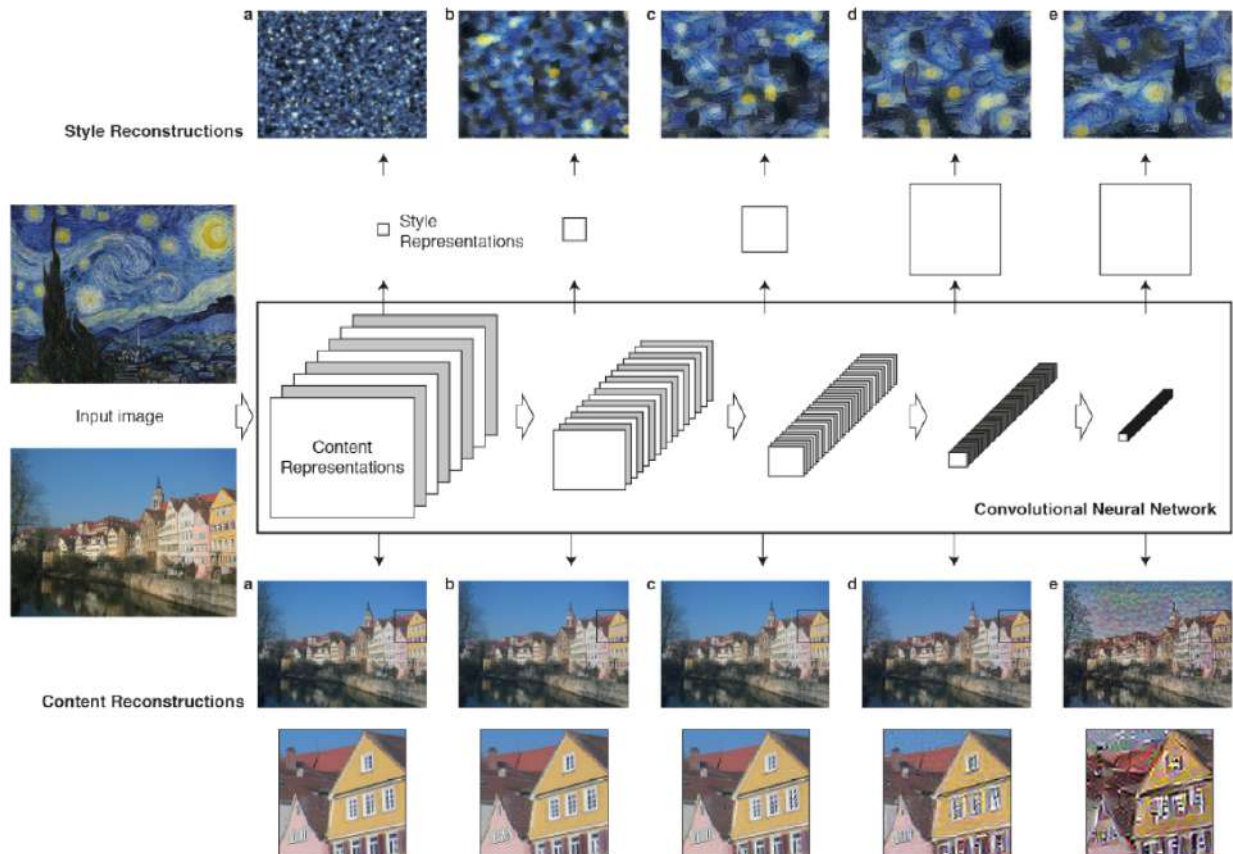 a
b
c
d
e
Style Reconstructions
Style
Representations
Input image
Content
Representations
Convolutional Neural Network
a
b
c
d
e
Content Reconstructions